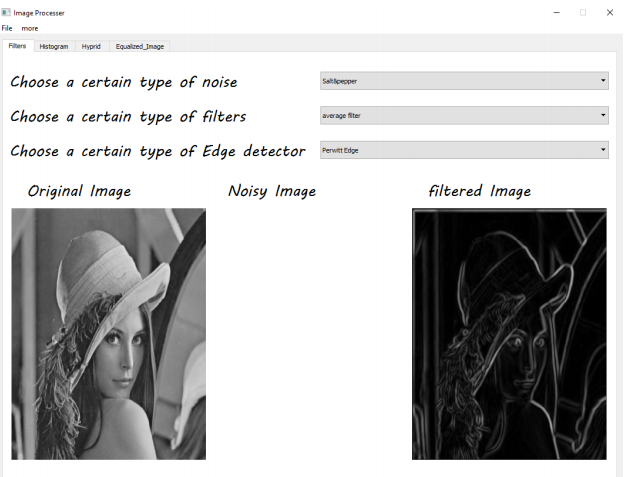 Image Processer
File more
Filters Histogram Hyprid Equalized_Image
Choose a certain type of noise Salt&pepper
Choose a certain type of filters average filter
Choose a certain type of Edge detector Perwitt Edge
Original Image Noisy Image filtered Image